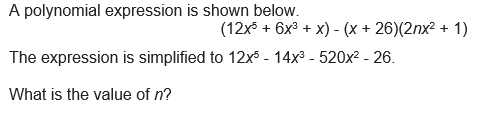 A polynomial expression is shown below.
(12x⁵ + 6x³ + x) - (x + 26)(2nx² + 1)
The expression is simplified to 12x⁵ - 14x³ - 520x² - 26.
What is the value of n?